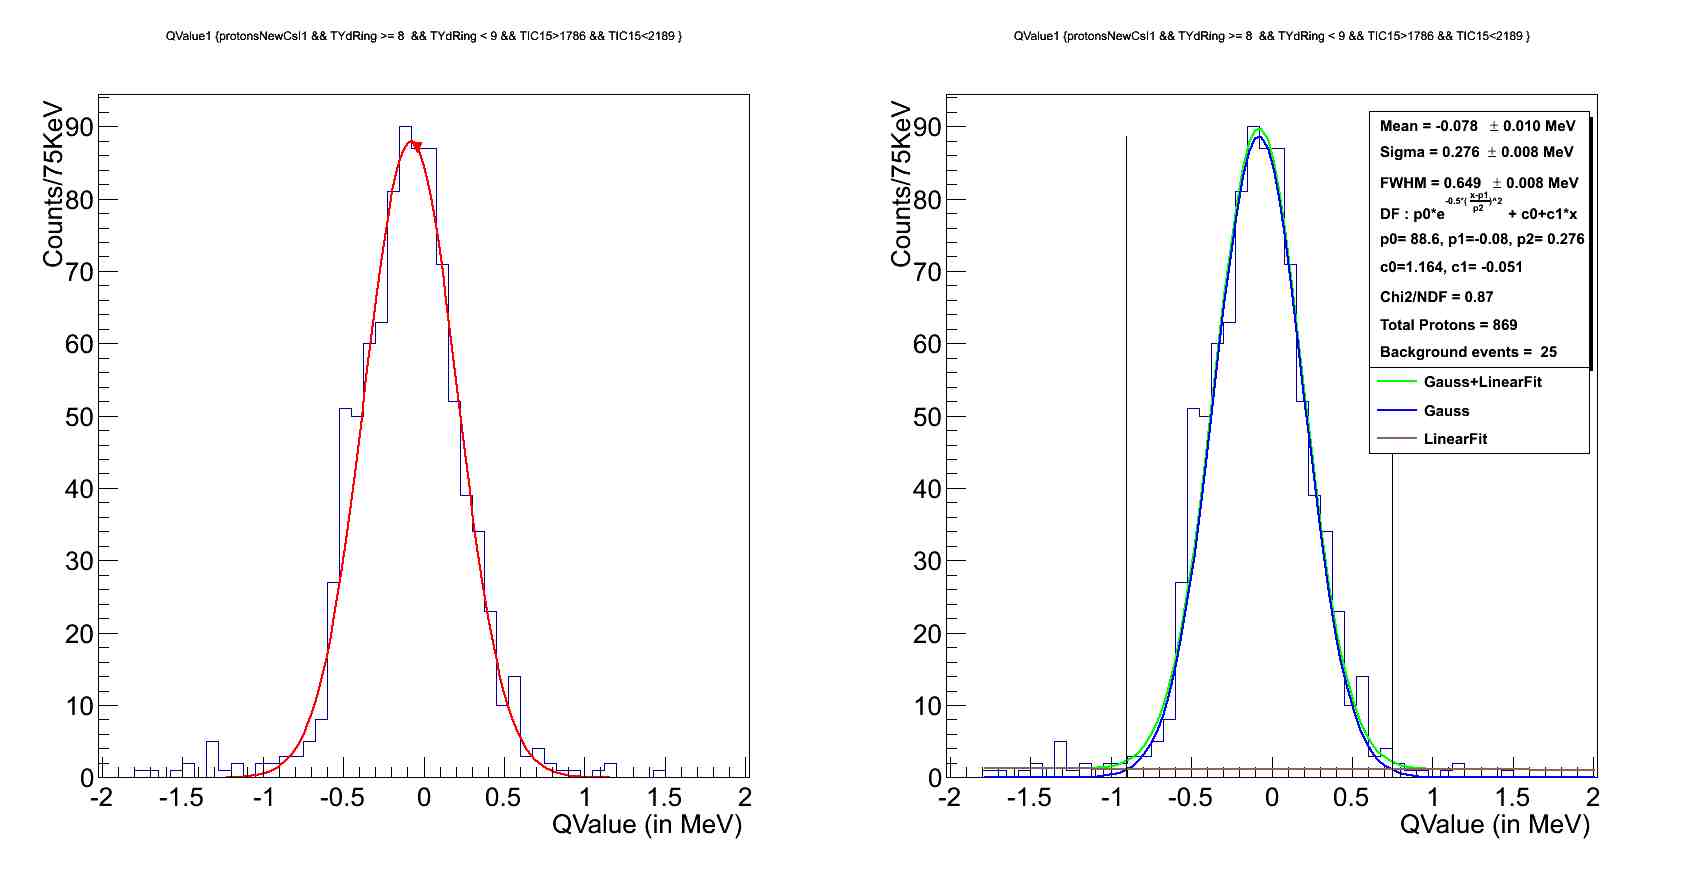 QValue1 {protonsNewCsI1 && TYdRing >= 8  && TYdRing < 9 && TIC15>1786 && TIC15<2189 }
Counts/75KeV
90
80
70
60
50
40
30
20
10
0
-2 -1.5 -1 -0.5 0 0.5 1 1.5 2
QValue (in MeV)
QValue1 {protonsNewCsI1 && TYdRing >= 8  && TYdRing < 9 && TIC15>1786 && TIC15<2189 }
Counts/75KeV
90
80
70
60
50
40
30
20
10
0
-2 -1.5 -1 -0.5 0 0.5 1 1.5 2
QValue (in MeV)
Mean = -0.078 ± 0.010 MeV
Sigma = 0.276 ± 0.008 MeV
FWHM = 0.649 ± 0.008 MeV
DF : p0*e^-0.5*((x-p1)/p2)^2 + c0+c1*x
p0= 88.6, p1=-0.08, p2= 0.276
c0=1.164, c1= -0.051
Chi2/NDF = 0.87
Total Protons = 869
Background events = 25
Gauss+LinearFit
Gauss
LinearFit